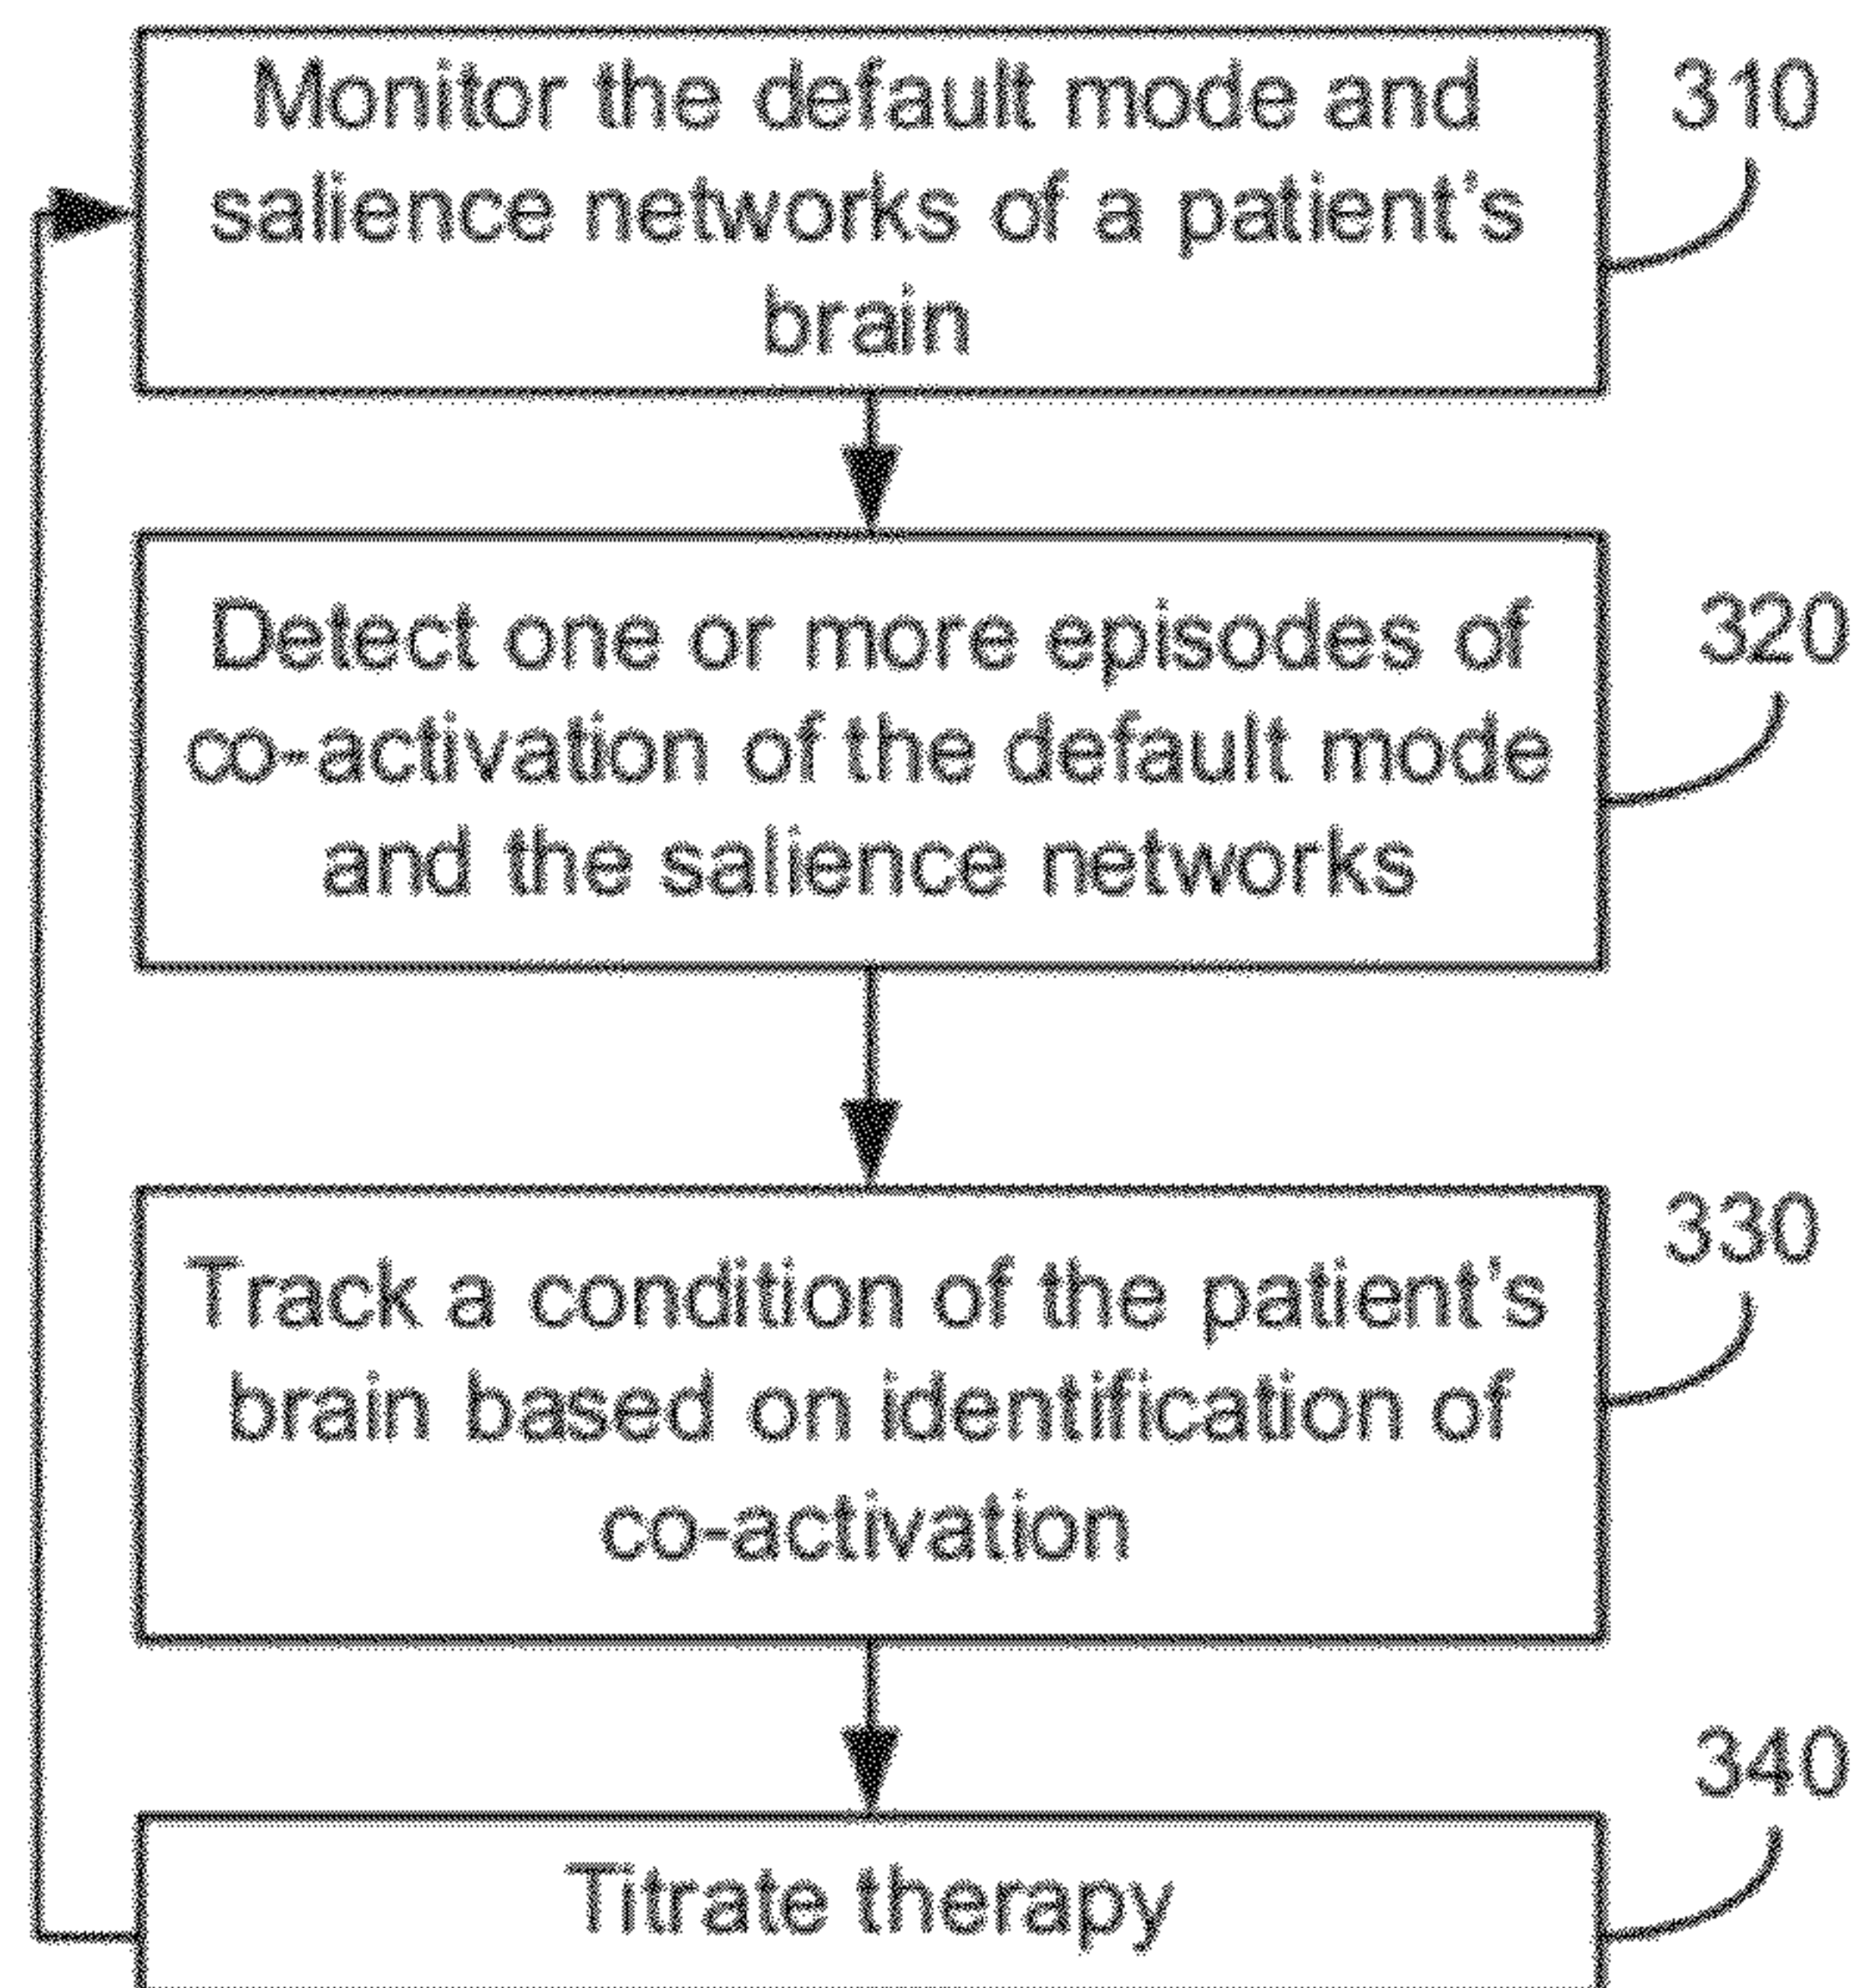 Monitor the default mode and
salience networks of a patient's
brain
310
Detect one or more episodes of
co-activation of the default mode
and the salience networks
320
Track a condition of the patient's
brain based on identification of
co-activation
330
Titrate therapy
340